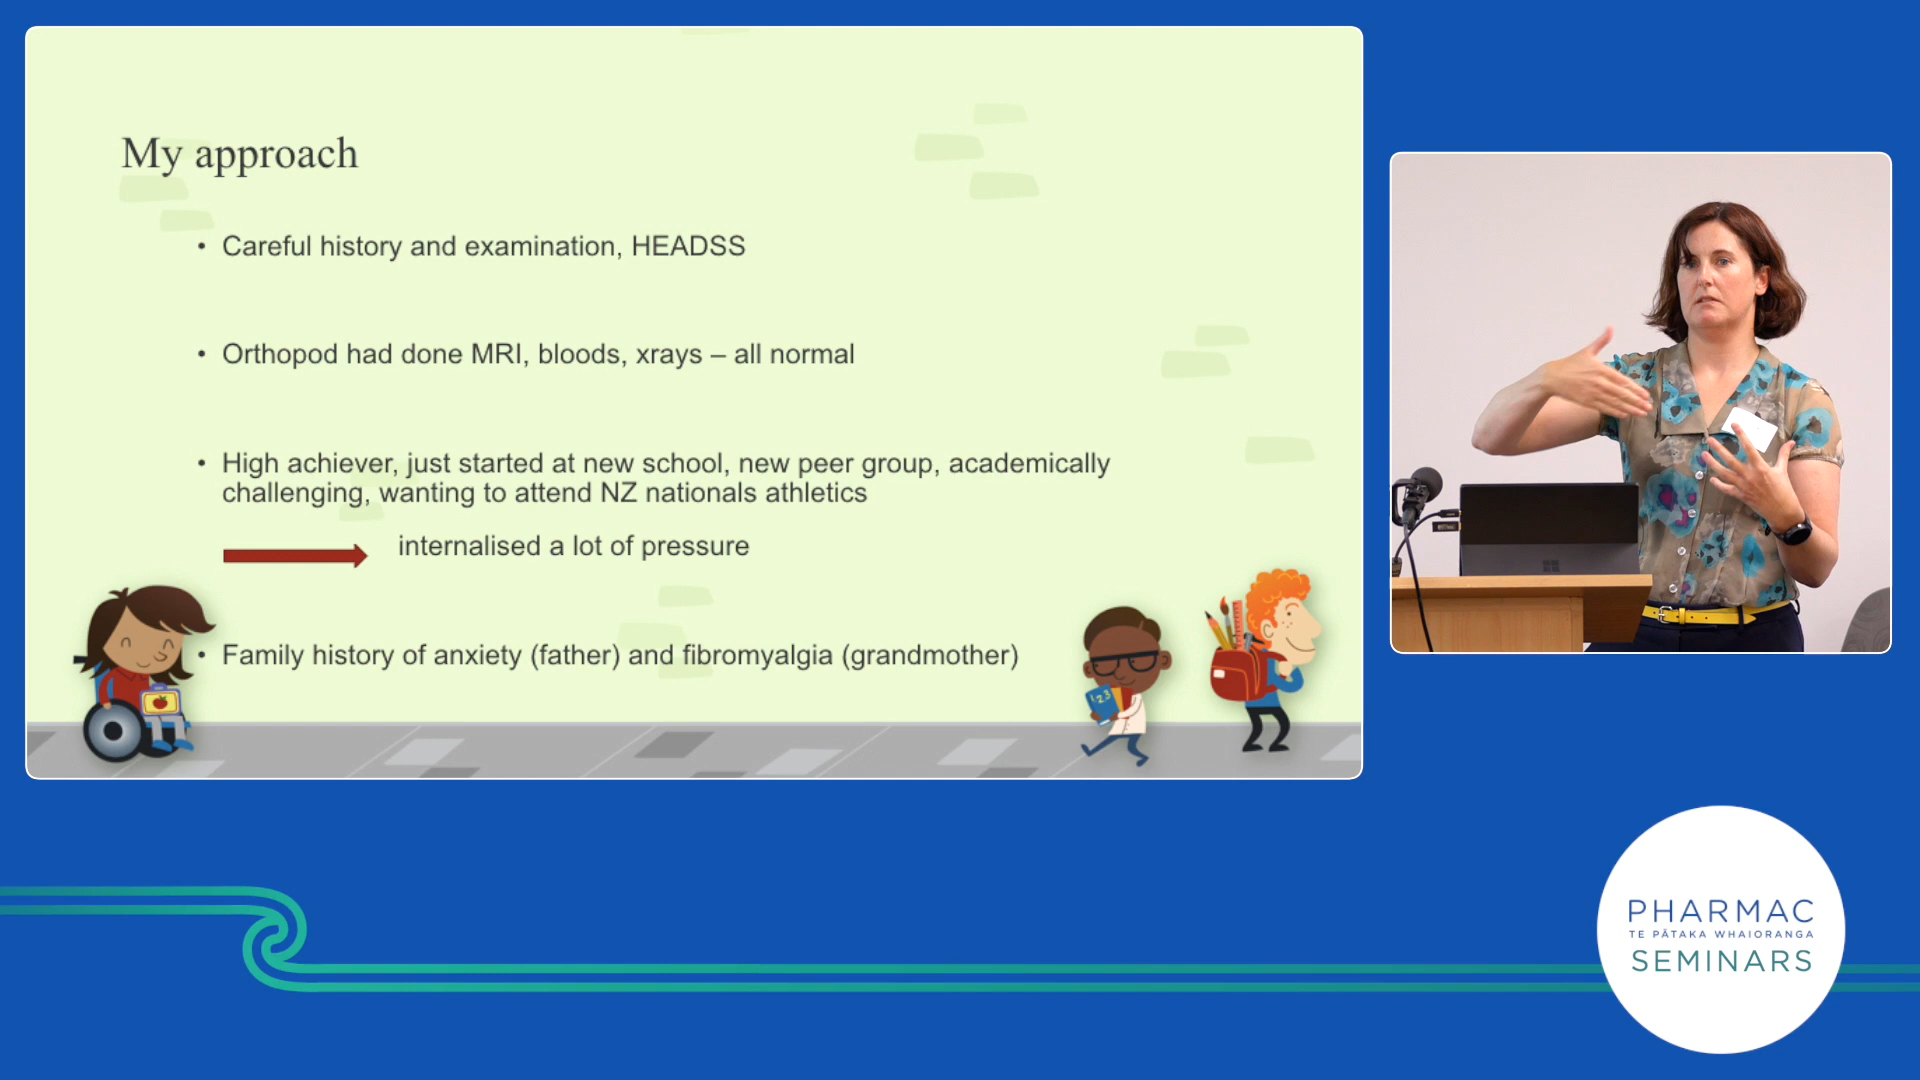 My approach
• Careful history and examination, HEADSS
• Orthopod had done MRI, bloods, xrays – all normal
• High achiever, just started at new school, new peer group, academically
challenging, wanting to attend NZ nationals athletics
internalised a lot of pressure
• Family history of anxiety (father) and fibromyalgia (grandmother)
123
PHARMAC
TE PĀTAKA WHAIORANGA
SEMINARS